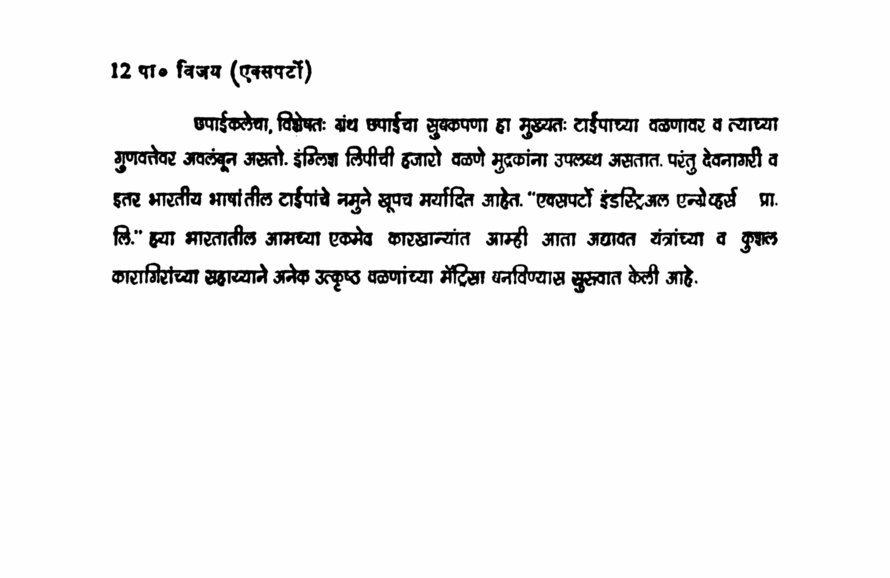 12 पा० विजय (एक्सपर्टो)
छपाईकलेचा, विशेषतः ग्रंथ छपाईचा सुबकपणा हा मुख्यतः टाईपाच्या वळणावर व त्याच्या
गुणवत्तेवर अवलंबून असतो. इंग्लिश लिपीची हजारो वळणे मुद्रकांना उपलब्ध असतात. परंतु देवनागरी व
इतर भारतीय भाषांतील टाईपांचे नमुने खूपच मर्यादित आहेत. "एक्सपर्टो इंडस्ट्रिअल एन्ग्रेव्हर्स प्रा.
लि." ह्या भारतातील आमच्या एकमेव कारखान्यांत आम्ही आता अद्यावत यंत्रांच्या व कुशल
कारागिरांच्या सहाय्याने अनेक उत्कृष्ठ वळणांच्या मॅट्रिसा बनविण्यास सुरुवात केली आहे.